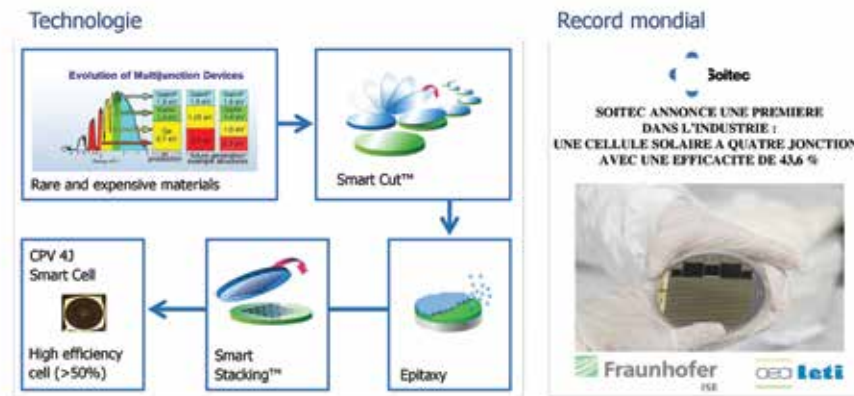 Technologie
Record mondial
Evolution of Multijunction Devices
Rare and expensive materials
Smart Cut™
CPV 4J
Smart Cell
High efficiency
cell (>50%)
Smart
Stacking™
Epitaxy
Soitec
SOITEC ANNONCE UNE PREMIERE
DANS L'INDUSTRIE :
UNE CELLULE SOLAIRE A QUATRE JONCTION
AVEC UNE EFFICACITE DE 43,6 %
Fraunhofer
ISE
cea leti